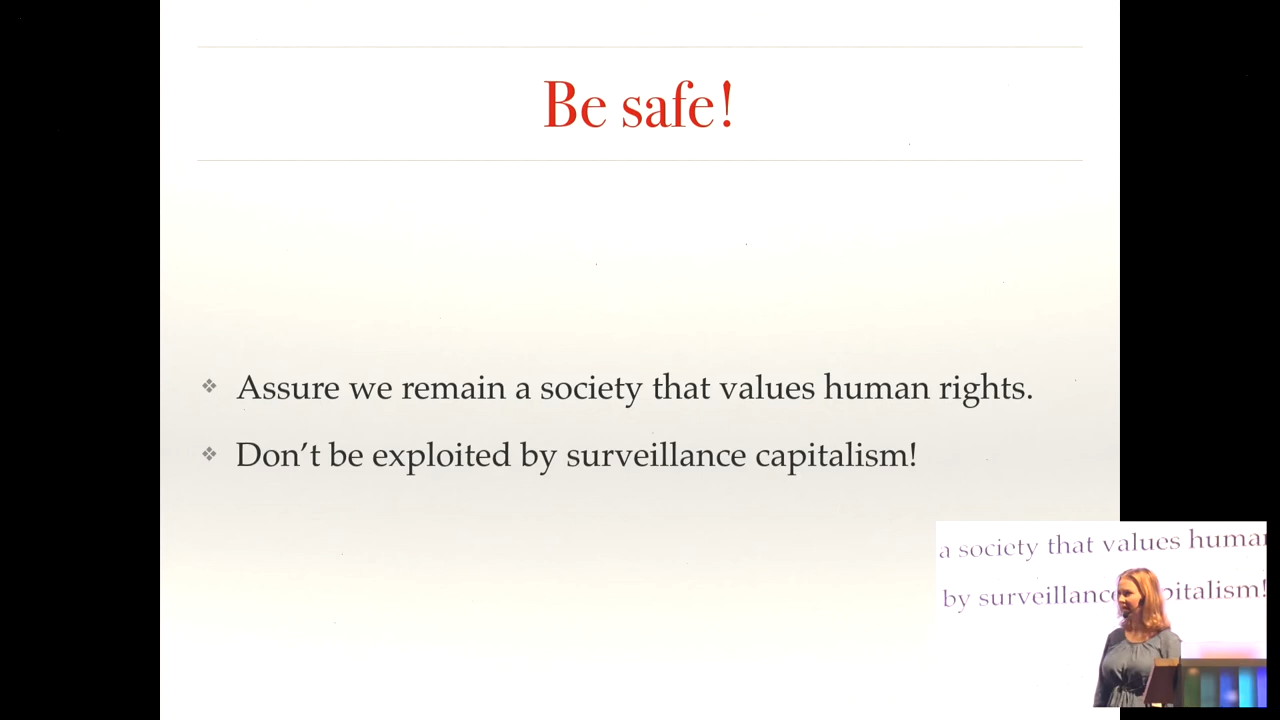 Be safe!
Assure we remain a society that values human rights.
Don't be exploited by surveillance capitalism!
a society that values human
by surveillance capitalism!